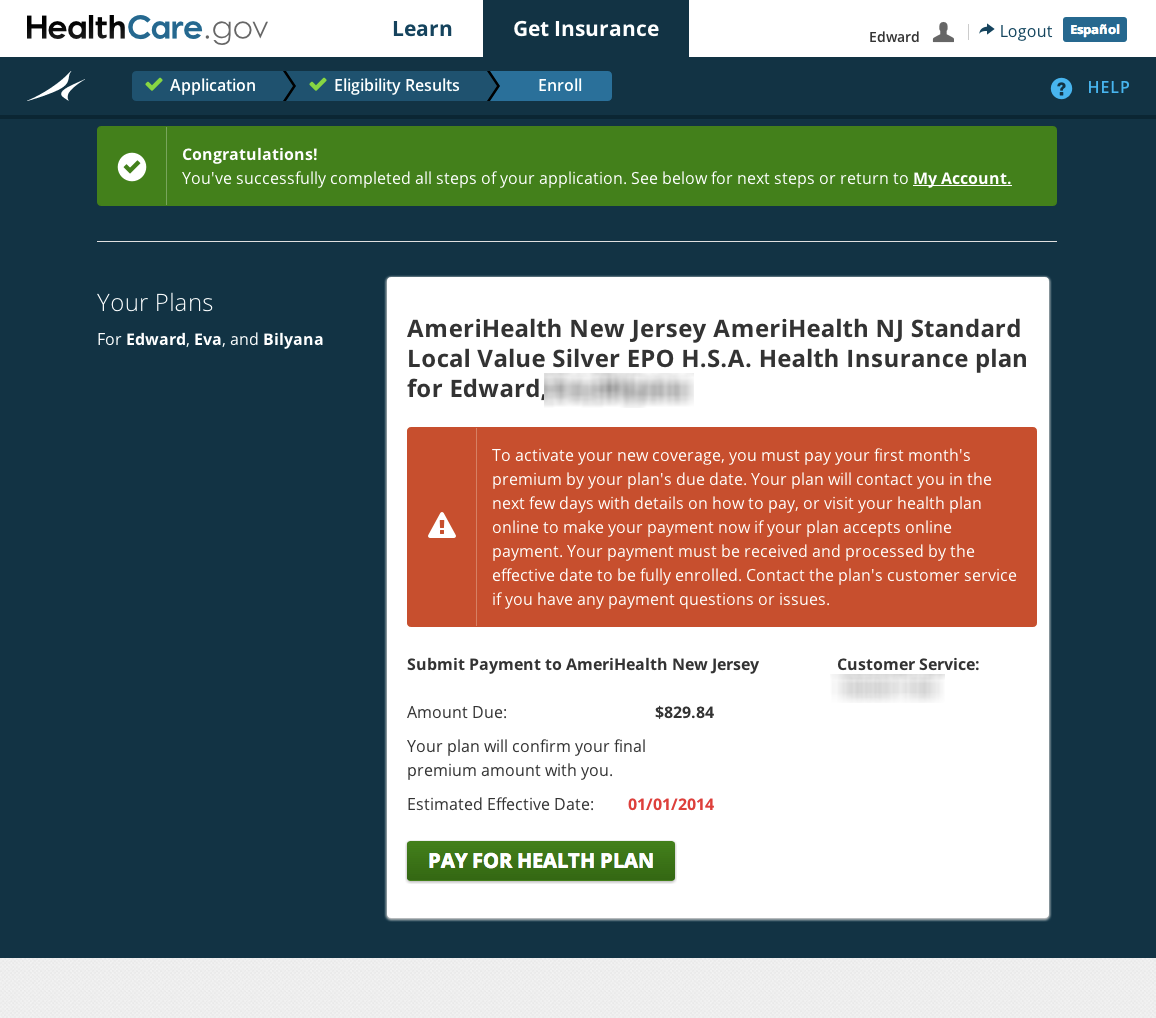 HealthCare.gov
Learn
Get Insurance
Edward
Logout
Español
Application
Eligibility Results
Enroll
? HELP
Congratulations!
You've successfully completed all steps of your application. See below for next steps or return to My Account.
Your Plans
For Edward, Eva, and Bilyana
AmeriHealth New Jersey AmeriHealth NJ Standard
Local Value Silver EPO H.S.A. Health Insurance plan
for Edward,
To activate your new coverage, you must pay your first month's
premium by your plan's due date. Your plan will contact you in the
next few days with details on how to pay, or visit your health plan
online to make your payment now if your plan accepts online
payment. Your payment must be received and processed by the
effective date to be fully enrolled. Contact the plan's customer service
if you have any payment questions or issues.
Submit Payment to AmeriHealth New Jersey
Customer Service:
Amount Due: $829.84
Your plan will confirm your final
premium amount with you.
Estimated Effective Date: 01/01/2014
PAY FOR HEALTH PLAN